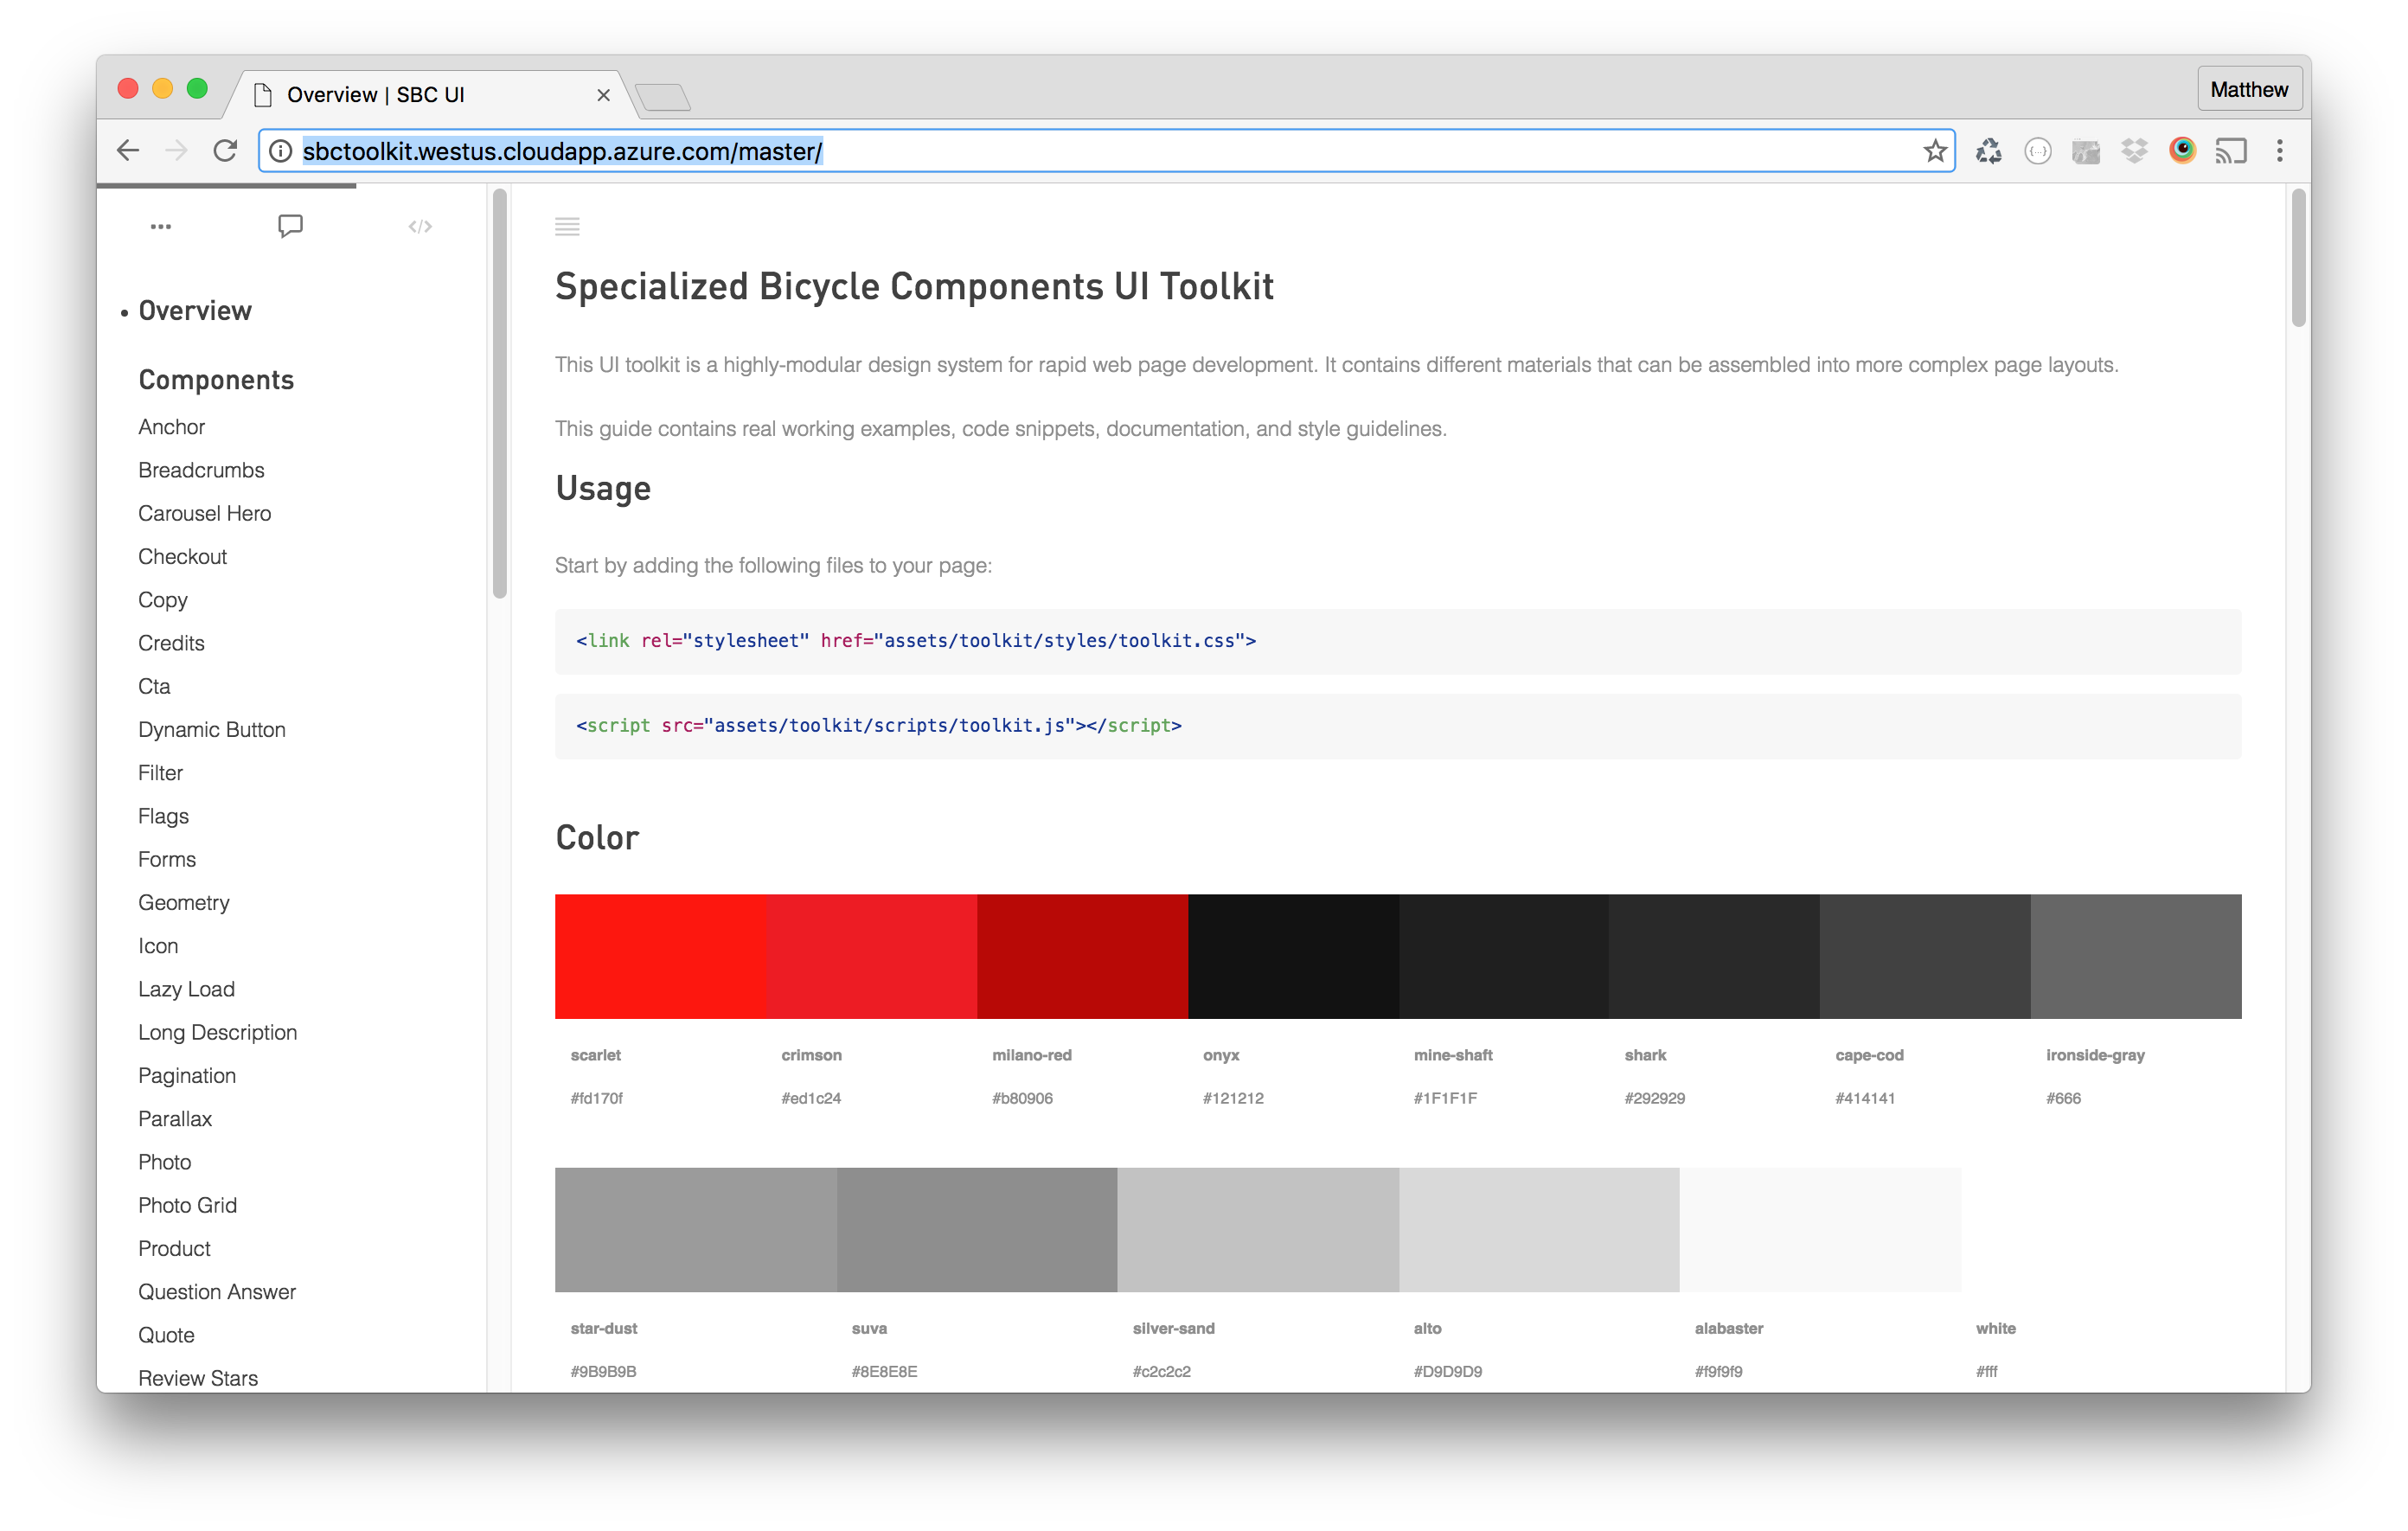 Overview | SBC UI
Matthew
sbctoolkit.westus.cloudapp.azure.com/master/
Overview
Components
Anchor
Breadcrumbs
Carousel Hero
Checkout
Copy
Credits
Cta
Dynamic Button
Filter
Flags
Forms
Geometry
Icon
Lazy Load
Long Description
Pagination
Parallax
Photo
Photo Grid
Product
Question Answer
Quote
Review Stars
Specialized Bicycle Components UI Toolkit
This UI toolkit is a highly-modular design system for rapid web page development. It contains different materials that can be assembled into more complex page layouts.
This guide contains real working examples, code snippets, documentation, and style guidelines.
Usage
Start by adding the following files to your page:
<link rel="stylesheet" href="assets/toolkit/styles/toolkit.css">
<script src="assets/toolkit/scripts/toolkit.js"></script>
Color
scarlet crimson milano-red onyx mine-shaft shark cape-cod ironside-gray
#fd170f #ed1c24 #b80906 #121212 #1F1F1F #292929 #414141 #666
star-dust suva silver-sand alto alabaster white
#9B9B9B #8E8E8E #c2c2c2 #D9D9D9 #f9f9f9 #fff